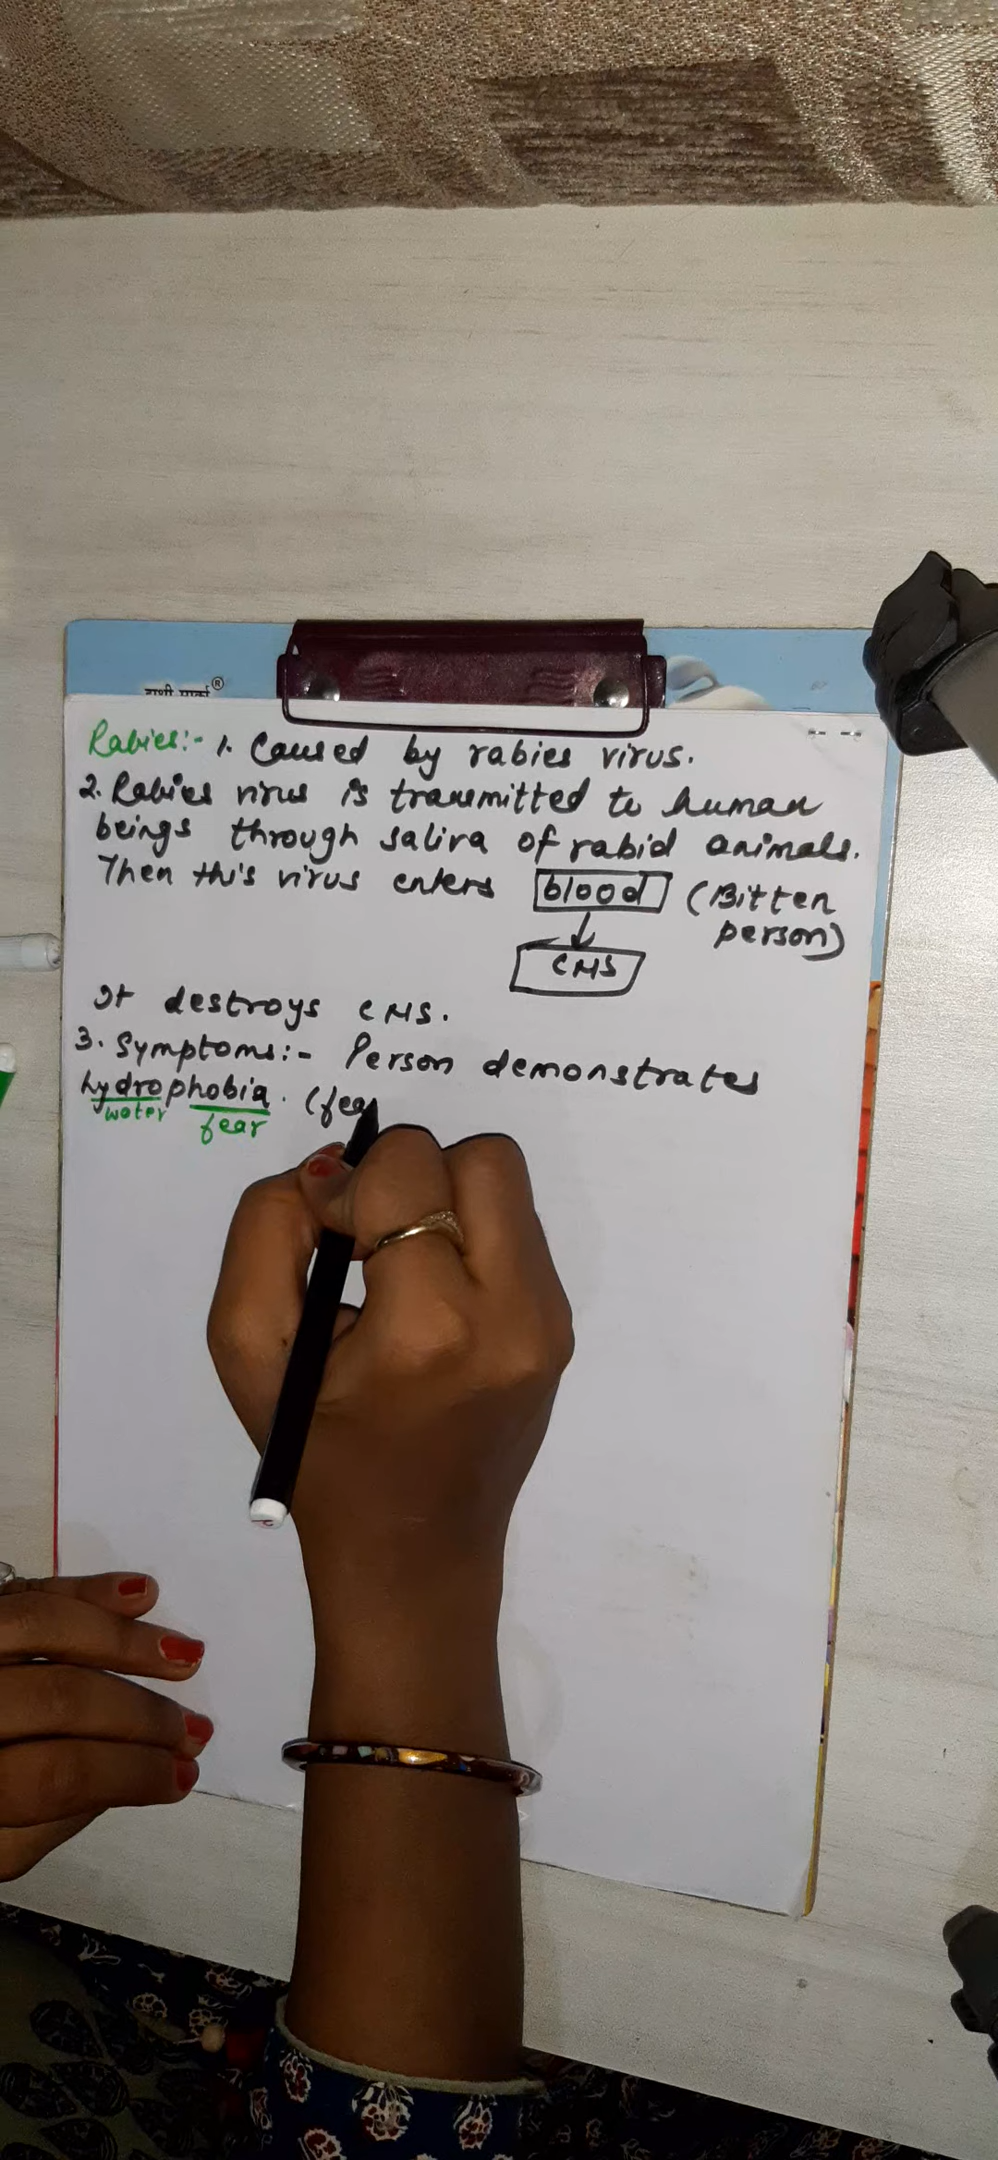 हाथी मार्का®
Rabies:- 1. Caused by rabies virus.
2. Rabies virus is transmitted to human
beings through saliva of rabid animals.
Then this virus enters blood (Bitten
person)
CNS
It destroys CNS.
3. Symptoms:- Person demonstrates
hydrophobia. (fea
water fear